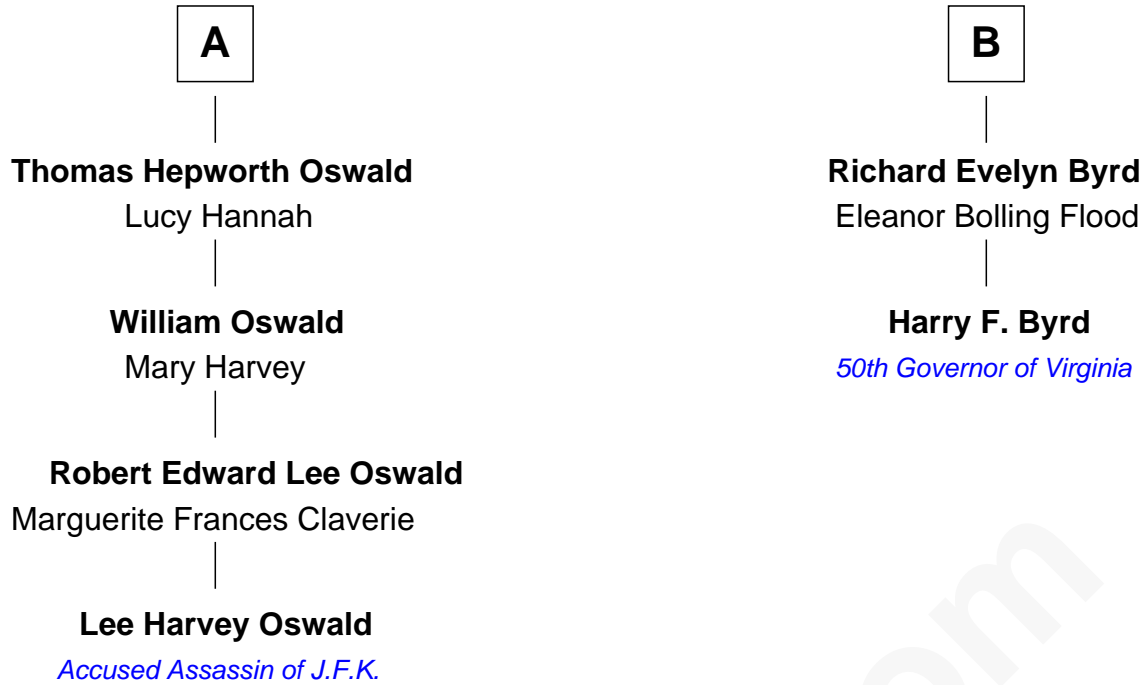 A
Thomas Hepworth Oswald
Lucy Hannah
William Oswald
Mary Harvey
Robert Edward Lee Oswald
Marguerite Frances Claverie
Lee Harvey Oswald
Accused Assassin of J.F.K.
B
Richard Evelyn Byrd
Eleanor Bolling Flood
Harry F. Byrd
50th Governor of Virginia
om